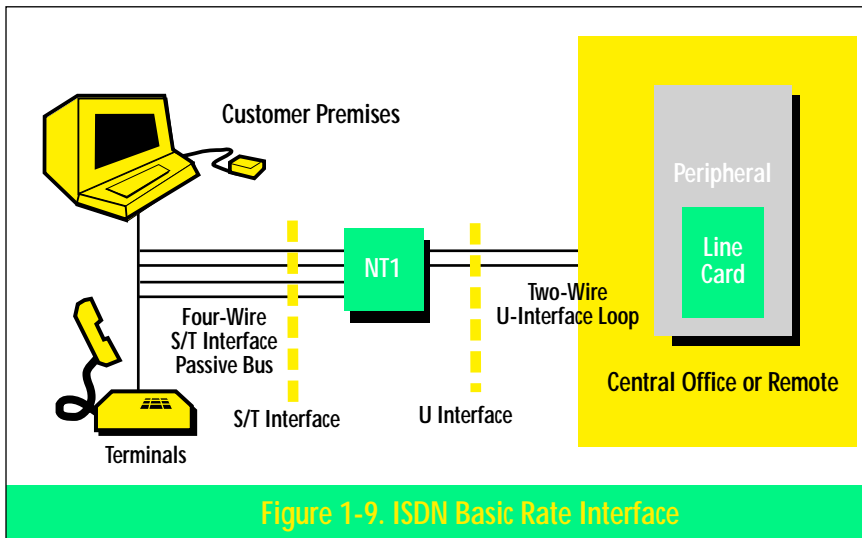 Customer Premises
Peripheral
Line
Card
NT1
Four-Wire
S/T Interface
Passive Bus
Two-Wire
U-Interface Loop
Central Office or Remote
S/T Interface
U Interface
Terminals
Figure 1-9. ISDN Basic Rate Interface